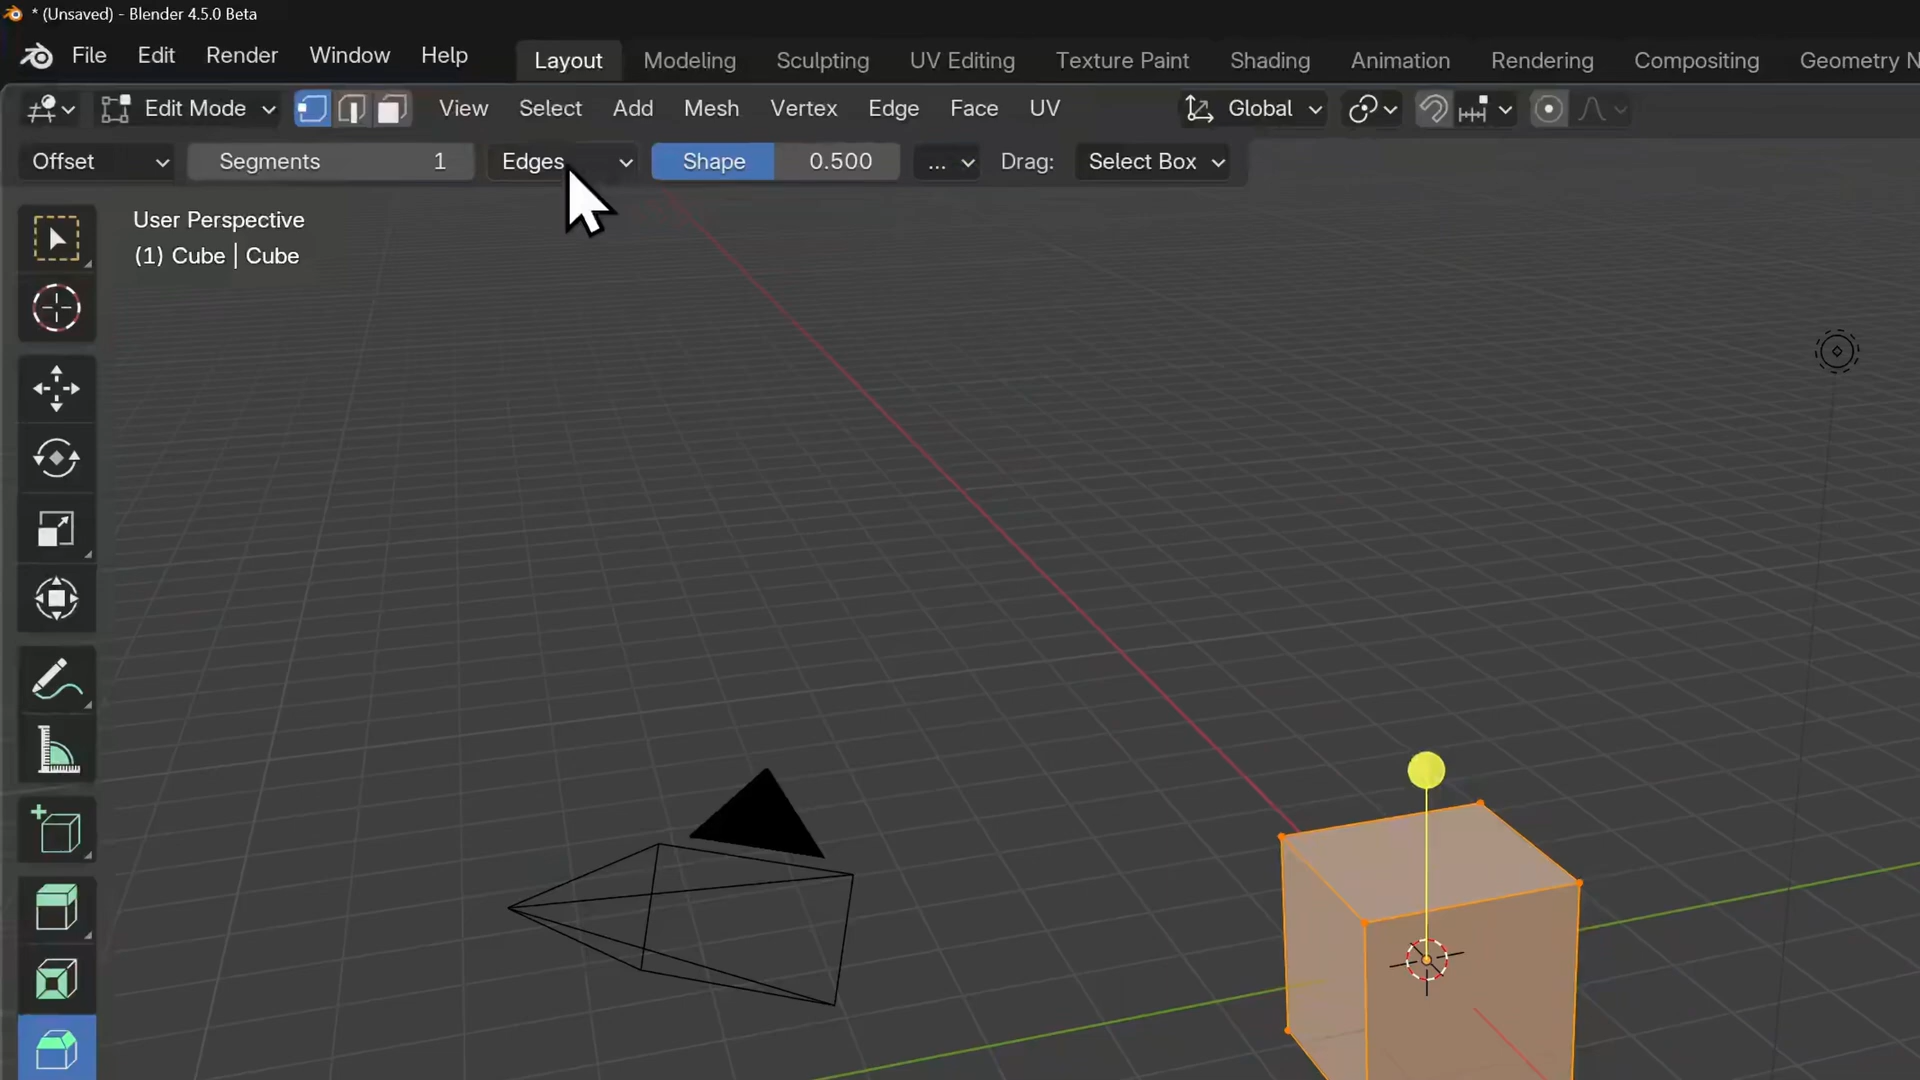 * (Unsaved) - Blender 4.5.0 Beta
File Edit Render Window Help Layout Modeling Sculpting UV Editing Texture Paint Shading Animation Rendering Compositing Geometry N
Edit Mode View Select Add Mesh Vertex Edge Face UV Global
Offset Segments 1 Edges Shape 0.500 ... Drag: Select Box
User Perspective
(1) Cube | Cube